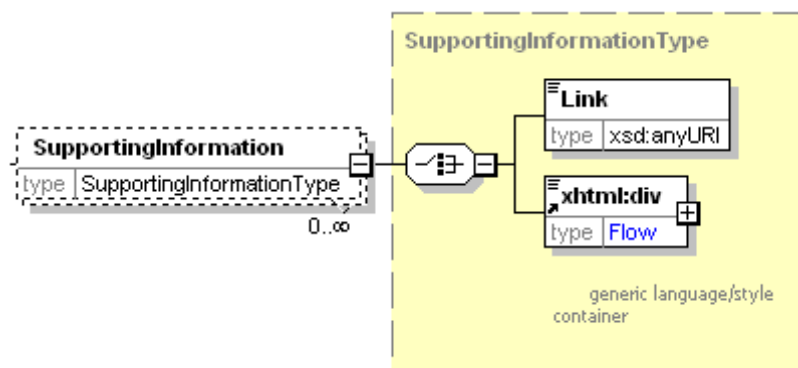 SupportingInformationType
Link
type xsd:anyURI
SupportingInformation
type SupportingInformationType
0..∞
xhtml:div
type Flow
generic language/style
container